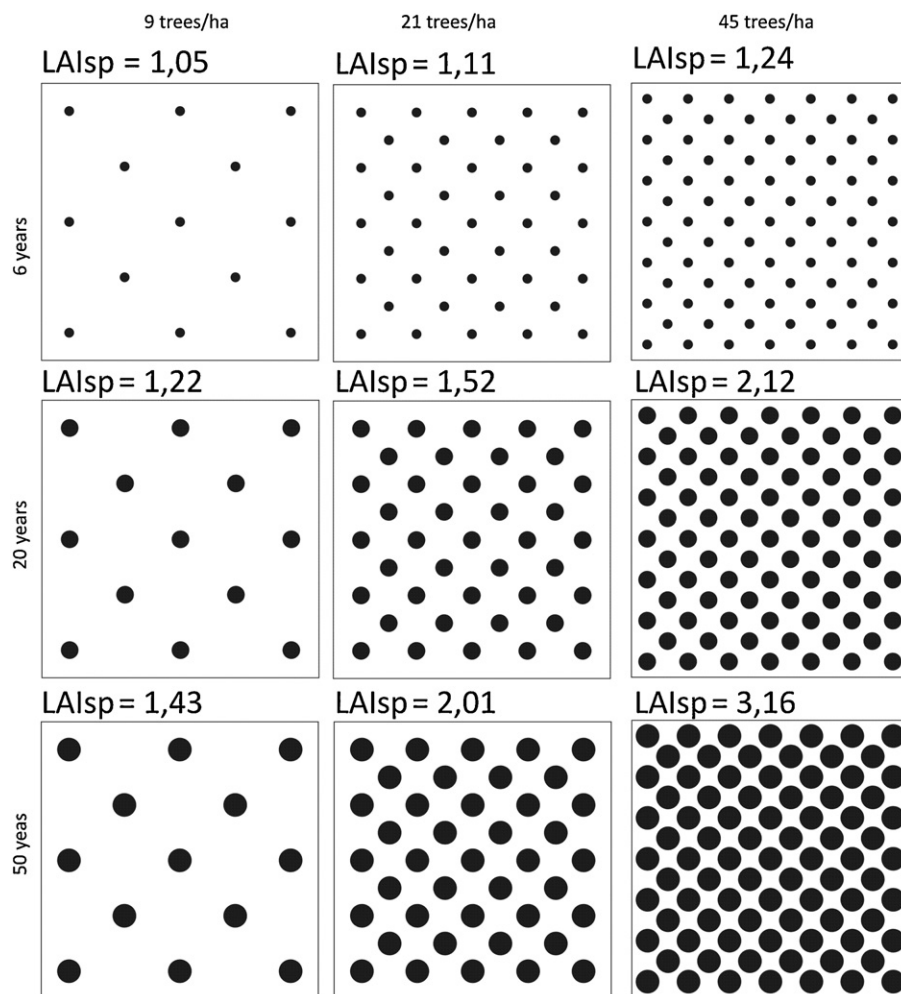 9 trees/ha
21 trees/ha
45 trees/ha
LAIsp = 1,05
LAIsp = 1,11
LAIsp = 1,24
6 years
LAIsp = 1,22
LAIsp = 1,52
LAIsp = 2,12
20 years
LAIsp = 1,43
LAIsp = 2,01
LAIsp = 3,16
50 yeas